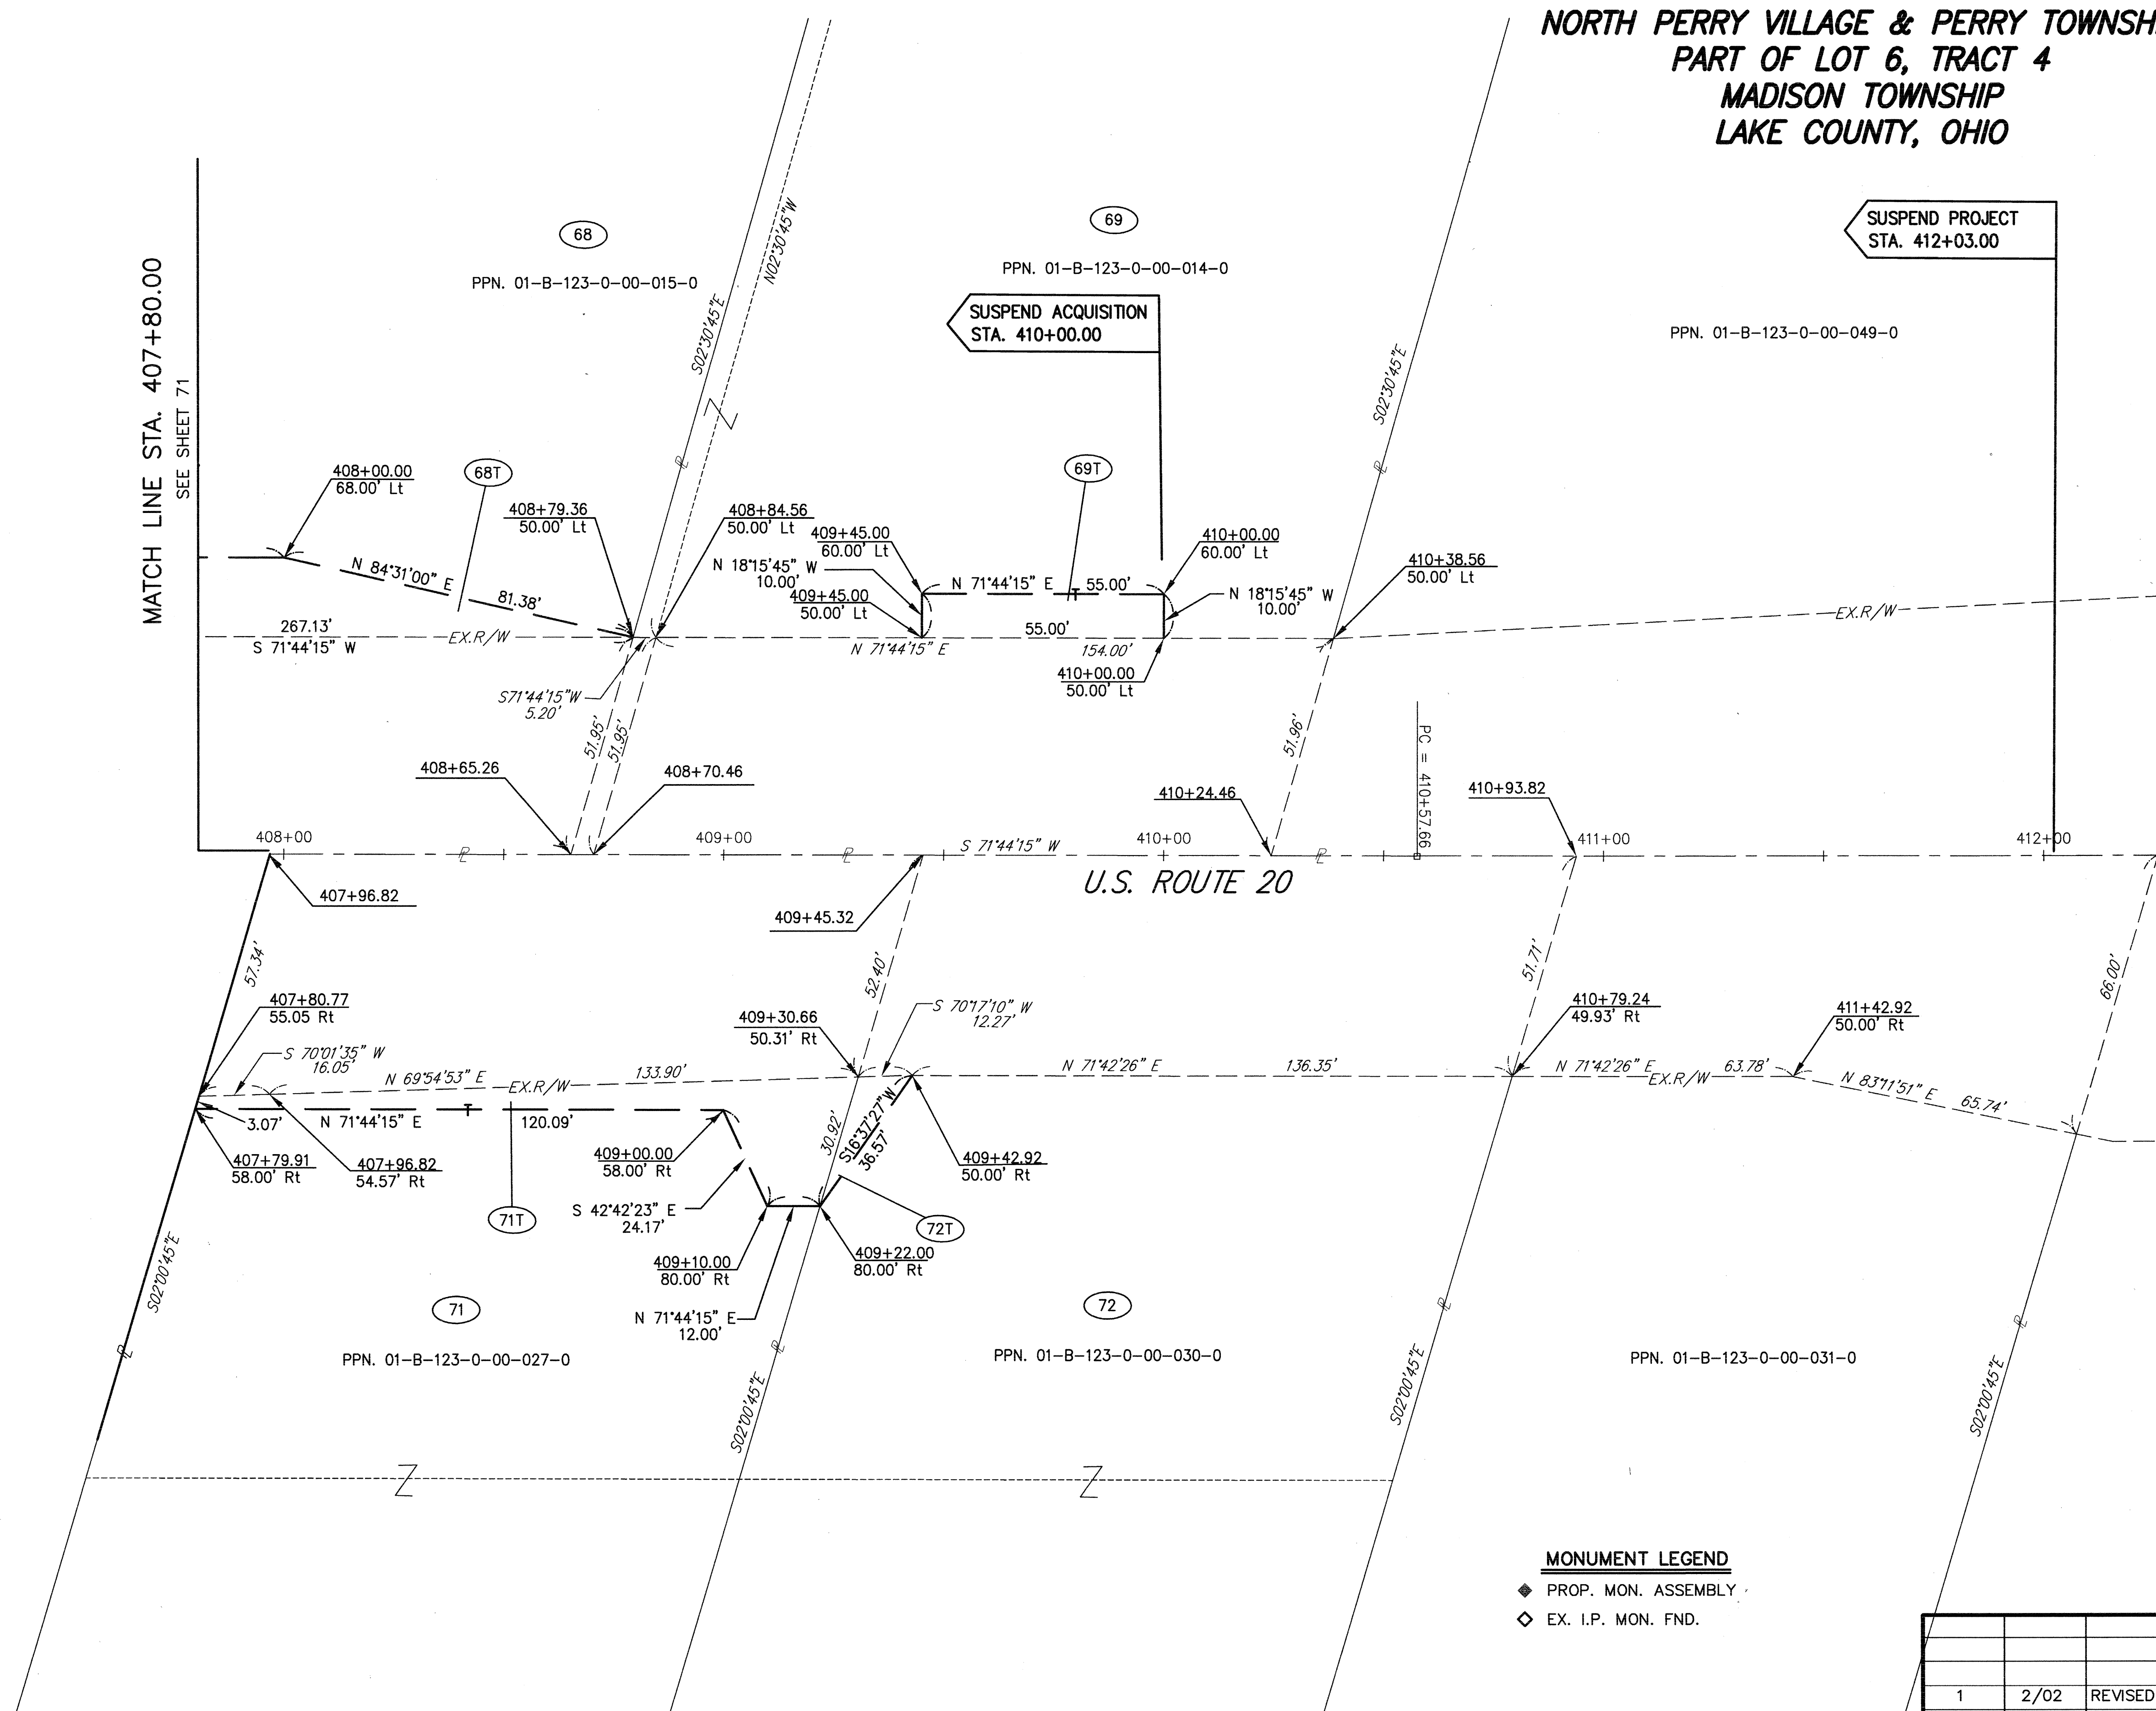 NORTH PERRY VILLAGE & PERRY TOWNSH
PART OF LOT 6, TRACT 4
MADISON TOWNSHIP
LAKE COUNTY, OHIO
MATCH LINE STA. 407+80.00
SEE SHEET 71
68
PPN. 01-B-123-0-00-015-0
S02°30'45"E
N02°30'45"W
69
PPN. 01-B-123-0-00-014-0
SUSPEND ACQUISITION
STA. 410+00.00
S02°30'45"E
PPN. 01-B-123-0-00-049-0
SUSPEND PROJECT
STA. 412+03.00
408+00.00
68.00' Lt
68T
408+79.36
50.00' Lt
408+84.56
50.00' Lt
409+45.00
60.00' Lt
69T
410+00.00
60.00' Lt
410+38.56
50.00' Lt
N 84°31'00" E
81.38'
N 18°15'45" W
10.00'
409+45.00
50.00' Lt
N 71°44'15" E
55.00'
T
N 18°15'45" W
10.00'
267.13'
S 71°44'15" W
EX.R/W
55.00'
N 71°44'15" E
154.00'
410+00.00
50.00' Lt
EX.R/W
S71°44'15"W
5.20'
51.95'
51.95'
51.96'
PC = 410+57.66
408+65.26
408+70.46
410+24.46
410+93.82
408+00
409+00
S 71°44'15" W
410+00
411+00
412+00
U.S. ROUTE 20
407+96.82
409+45.32
57.34'
52.40'
51.71'
66.00'
407+80.77
55.05 Rt
409+30.66
50.31' Rt
S 70°17'10" W
12.27'
410+79.24
49.93' Rt
411+42.92
50.00' Rt
S 70°01'35" W
16.05'
N 69°54'53" E
EX.R/W
133.90'
N 71°42'26" E
136.35'
N 71°42'26" E
EX.R/W
63.78'
N 83°11'51" E
65.74'
3.07'
N 71°44'15" E
T
120.09'
30.92'
S16°37'27"W
36.57'
407+79.91
58.00' Rt
407+96.82
54.57' Rt
409+00.00
58.00' Rt
409+42.92
50.00' Rt
S 42°42'23" E
24.17'
71T
72T
409+10.00
80.00' Rt
409+22.00
80.00' Rt
N 71°44'15" E
12.00'
S02°00'45"E
71
PPN. 01-B-123-0-00-027-0
S02°00'45"E
72
PPN. 01-B-123-0-00-030-0
S02°00'45"E
PPN. 01-B-123-0-00-031-0
S02°00'45"E
MONUMENT LEGEND
PROP. MON. ASSEMBLY
EX. I.P. MON. FND.
1 2/02 REVISED